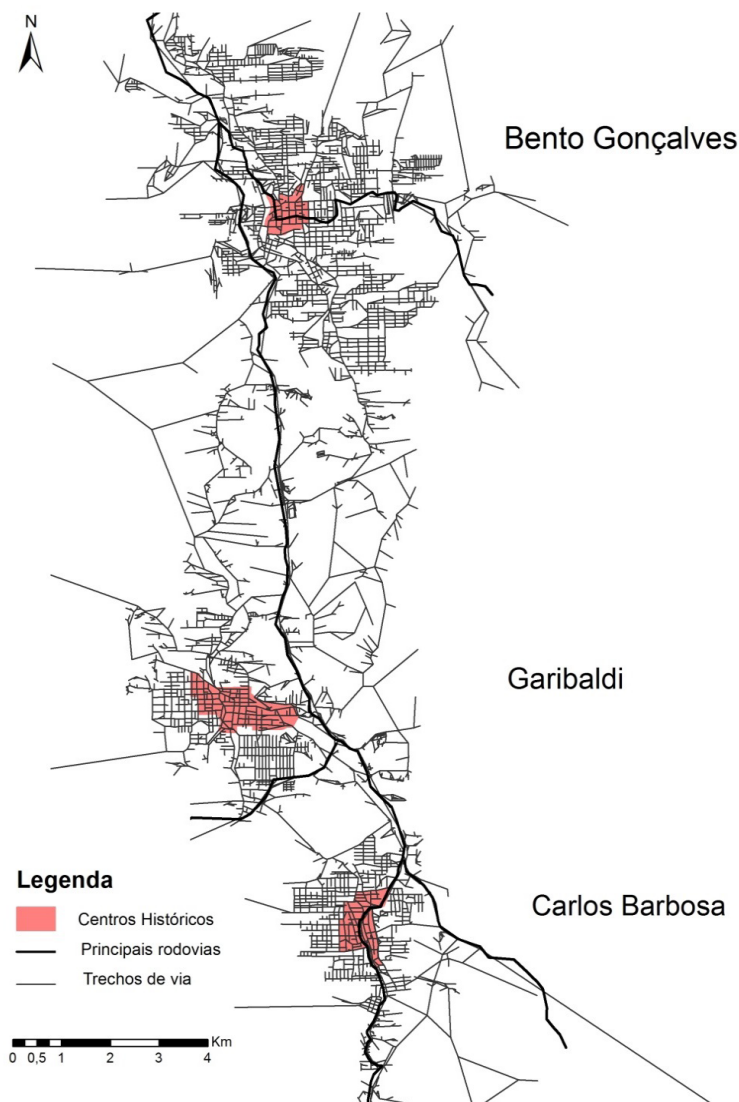 N
Bento Gonçalves
Garibaldi
Carlos Barbosa
Legenda
Centros Históricos
Principais rodovias
Trechos de via
Km
0 0,5 1 2 3 4